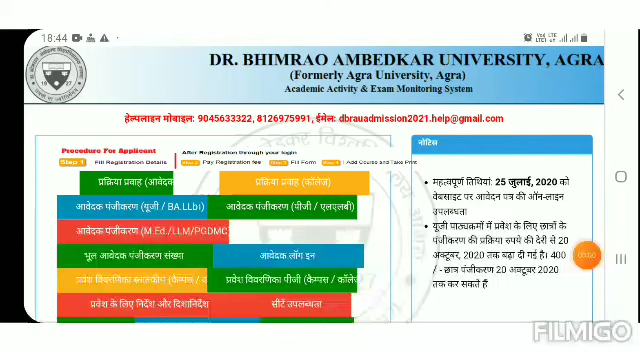 18:44
DR. BHIMRAO AMBEDKAR UNIVERSITY, AGRA
(Formerly Agra University, Agra)
Academic Activity & Exam Monitoring System
हेल्पलाइन मोबाइल: 9045633322, 8126975991, ईमेल: dbrauadmission2021.help@gmail.com
Procedure For Applicant
After Registration through your login
Step 1 Fill Registration Details
Pay Registration fee
Fill Form
Add Course and Take Print
प्रक्रिया प्रवाह (आवेदक
प्रक्रिया प्रवाह (कॉलेज)
आवेदक पंजीकरण (यूजी / BA.LLbi)
आवेदक पंजीकरण (पीजी / एलएलबी)
आवेदक पंजीकरण (M.Ed./LLM/PGDMC)
भूल आवेदक पंजीकरण संख्या
आवेदक लॉग इन
प्रवेश विवरणिका स्नातकोप (कैम्पस / क
प्रवेश विवरणिका पीजी (कैम्पस / कॉलेज
प्रवेश के लिए निर्देश और दिशानिर्देश
सीटें उपलब्धता
नोटिस
महत्वपूर्ण तिथियां: 25 जुलाई, 2020 को
वेबसाइट पर आवेदन पत्र की ऑन-लाइन
उपलब्धता
यूजी पाठ्यक्रमों में प्रवेश के लिए छात्रों के
पंजीकरण की प्रक्रिया रुपये की देरी से 20
अक्टूबर, 2020 तक बढ़ा दी गई है। 400
/ - छात्र पंजीकरण 20 अक्टूबर 2020
तक कर सकते हैं
FILMIGO